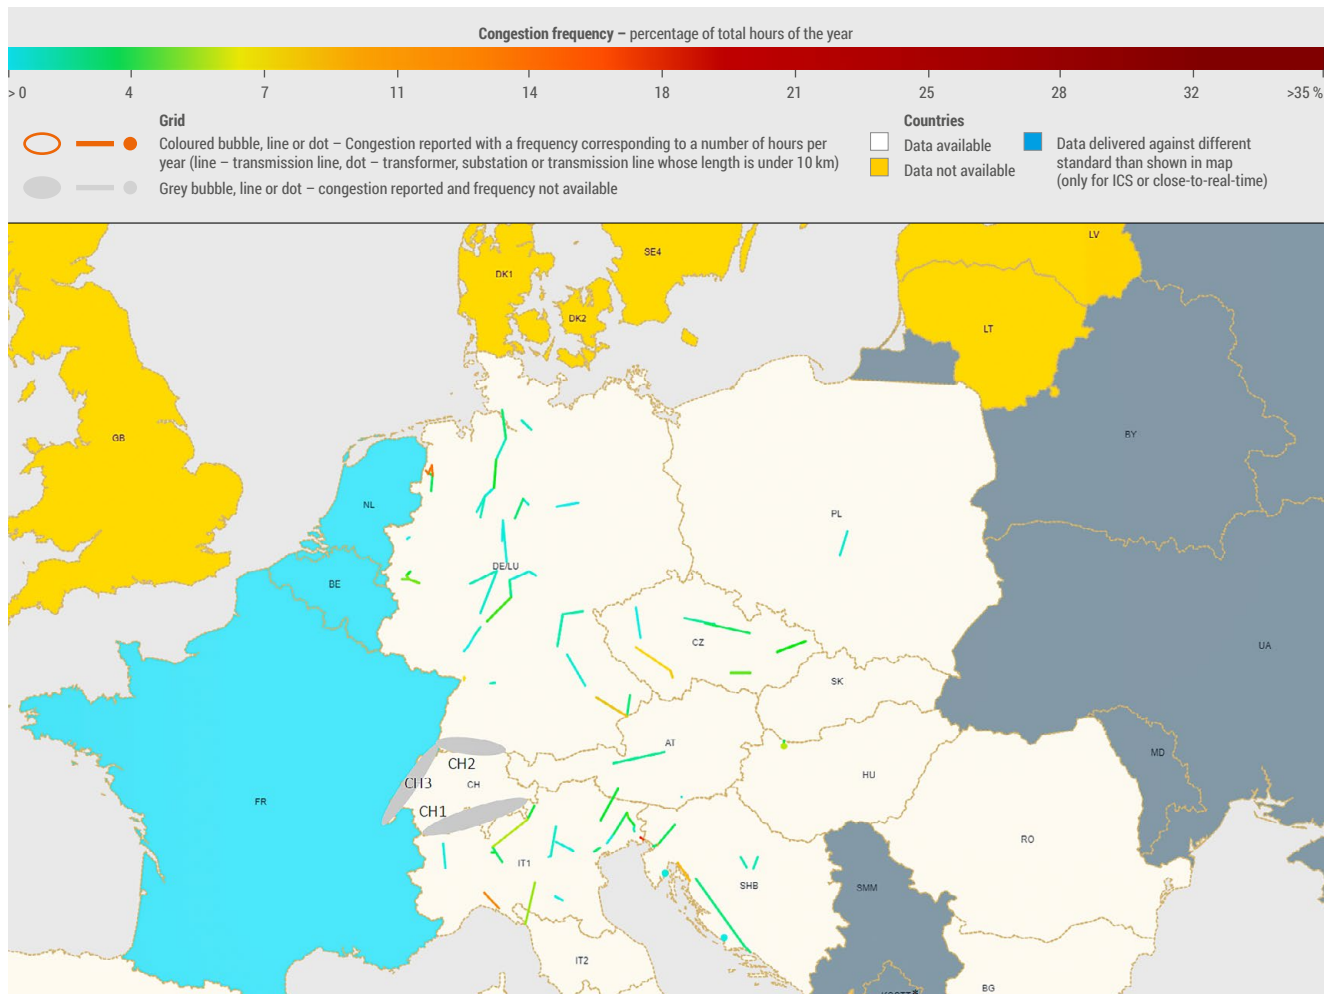 Congestion frequency – percentage of total hours of the year
> 0 4 7 11 14 18 21 25 28 32 >35 %
Grid
Coloured bubble, line or dot – Congestion reported with a frequency corresponding to a number of hours per
year (line – transmission line, dot – transformer, substation or transmission line whose length is under 10 km)
Grey bubble, line or dot – congestion reported and frequency not available
Countries
Data available
Data not available
Data delivered against different
standard than shown in map
(only for ICS or close-to-real-time)
LV
SE4
DK1
DK2
LT
GB
BY
NL
PL
DE/LU
BE
CZ
UA
SK
AT
MD
CH2
HU
CH3
CH
FR
CH1
RO
IT1
SHB
SMM
IT2
BG